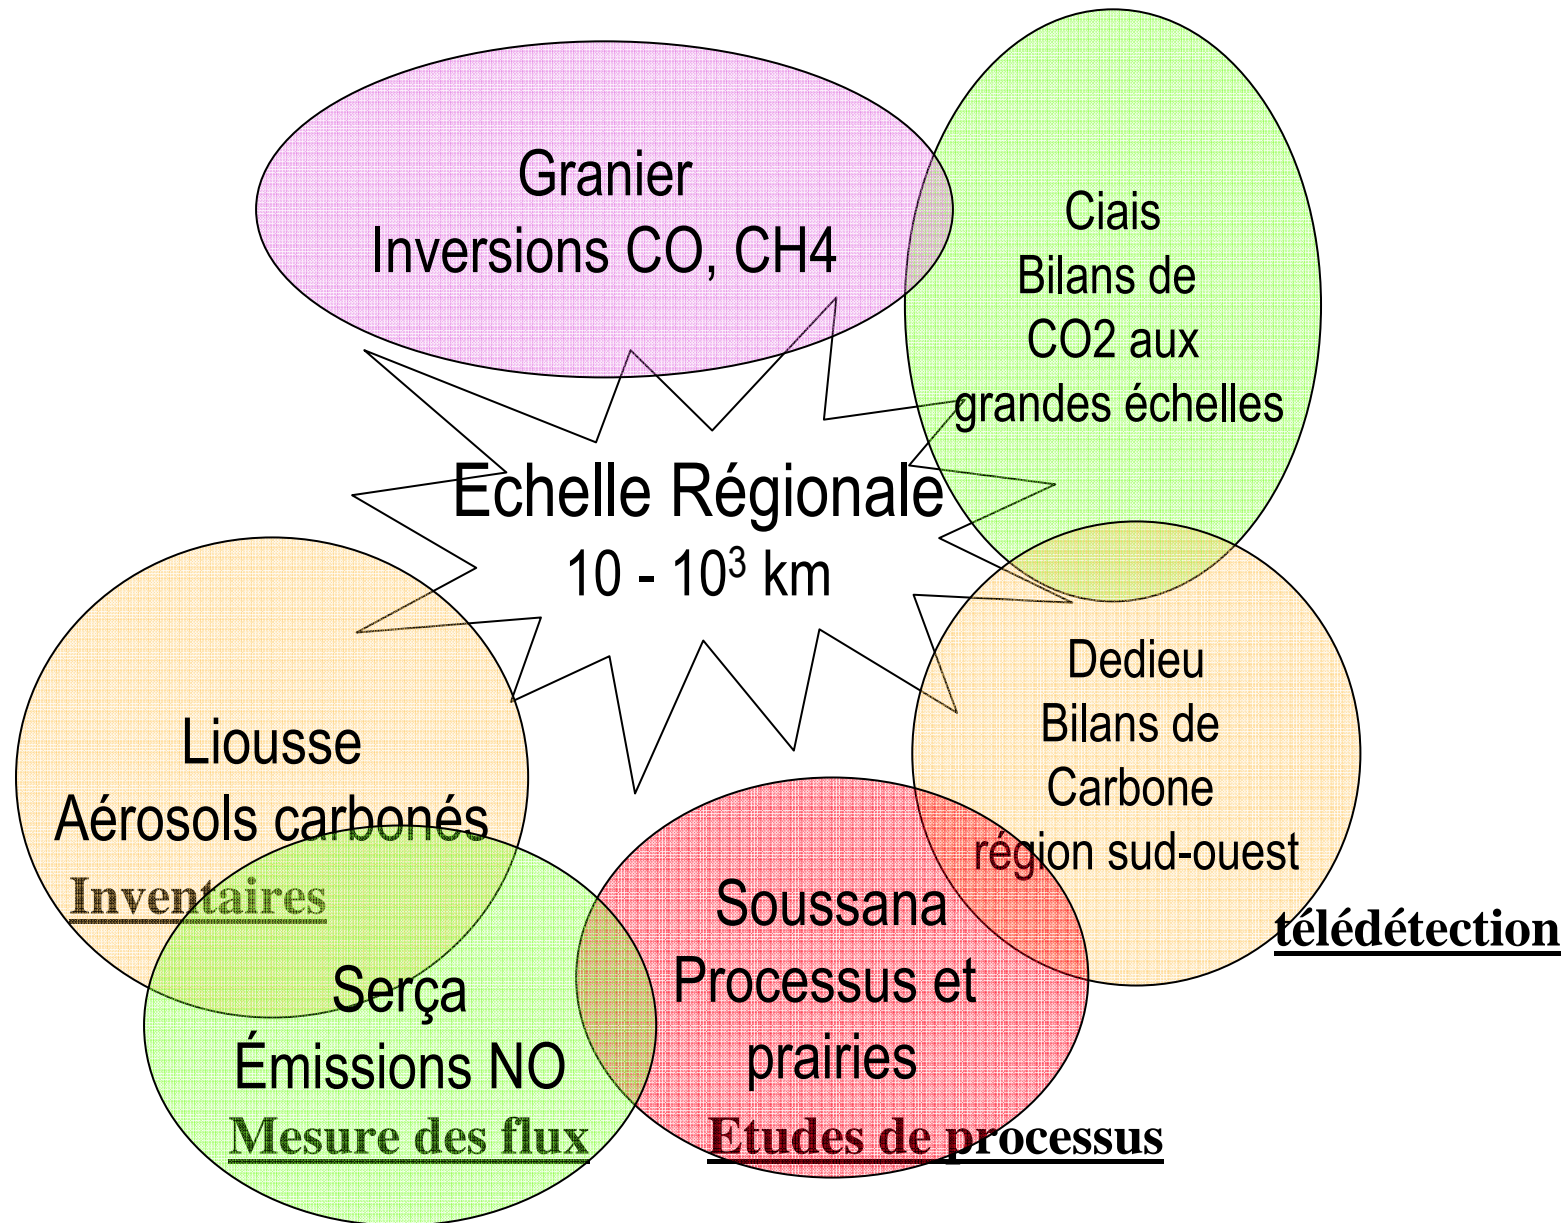 Granier
Inversions CO, CH4
Ciais
Bilans de
CO2 aux
grandes échelles
Echelle Régionale
10 - 10³ km
Dedieu
Bilans de
Carbone
région sud-ouest
télédétection
Liousse
Aérosols carbonés
Inventaires
Soussana
Processus et
prairies
Etudes de processus
Serça
Émissions NO
Mesure des flux